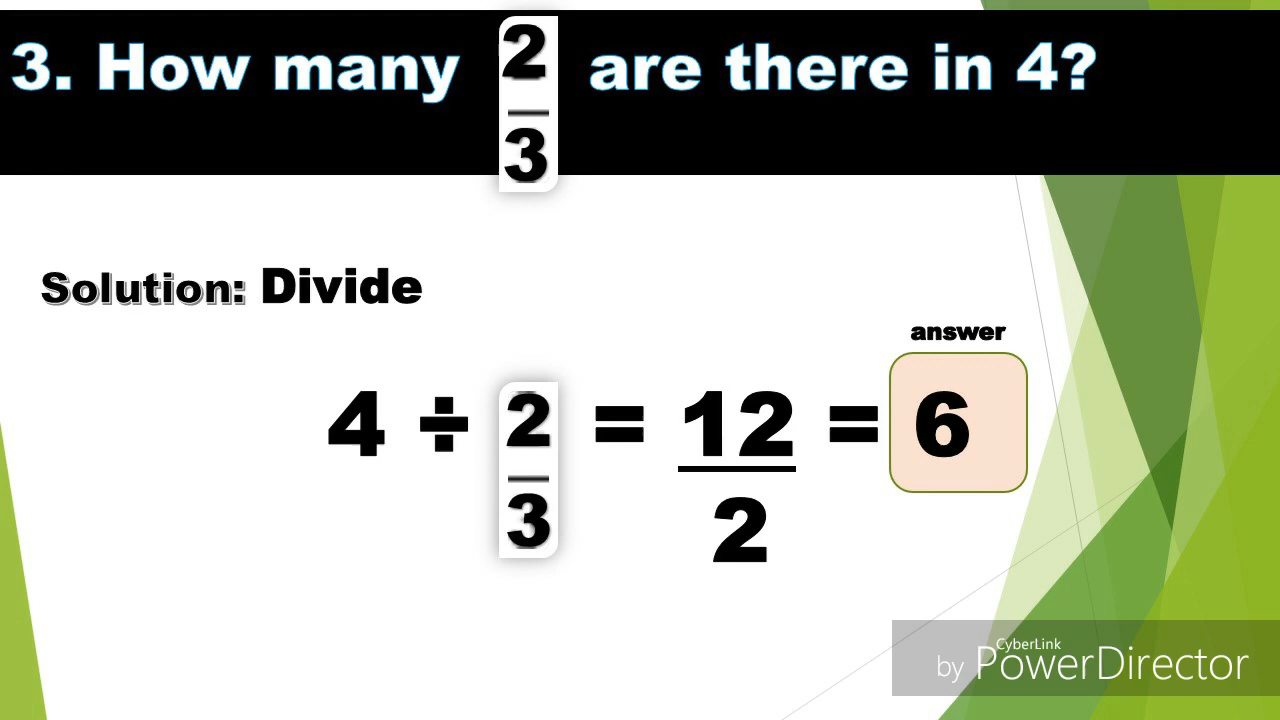 3. How many 2/3 are there in 4?
Solution: Divide
answer
4 ÷ 2/3 = 12/2 = 6
CyberLink
by PowerDirector